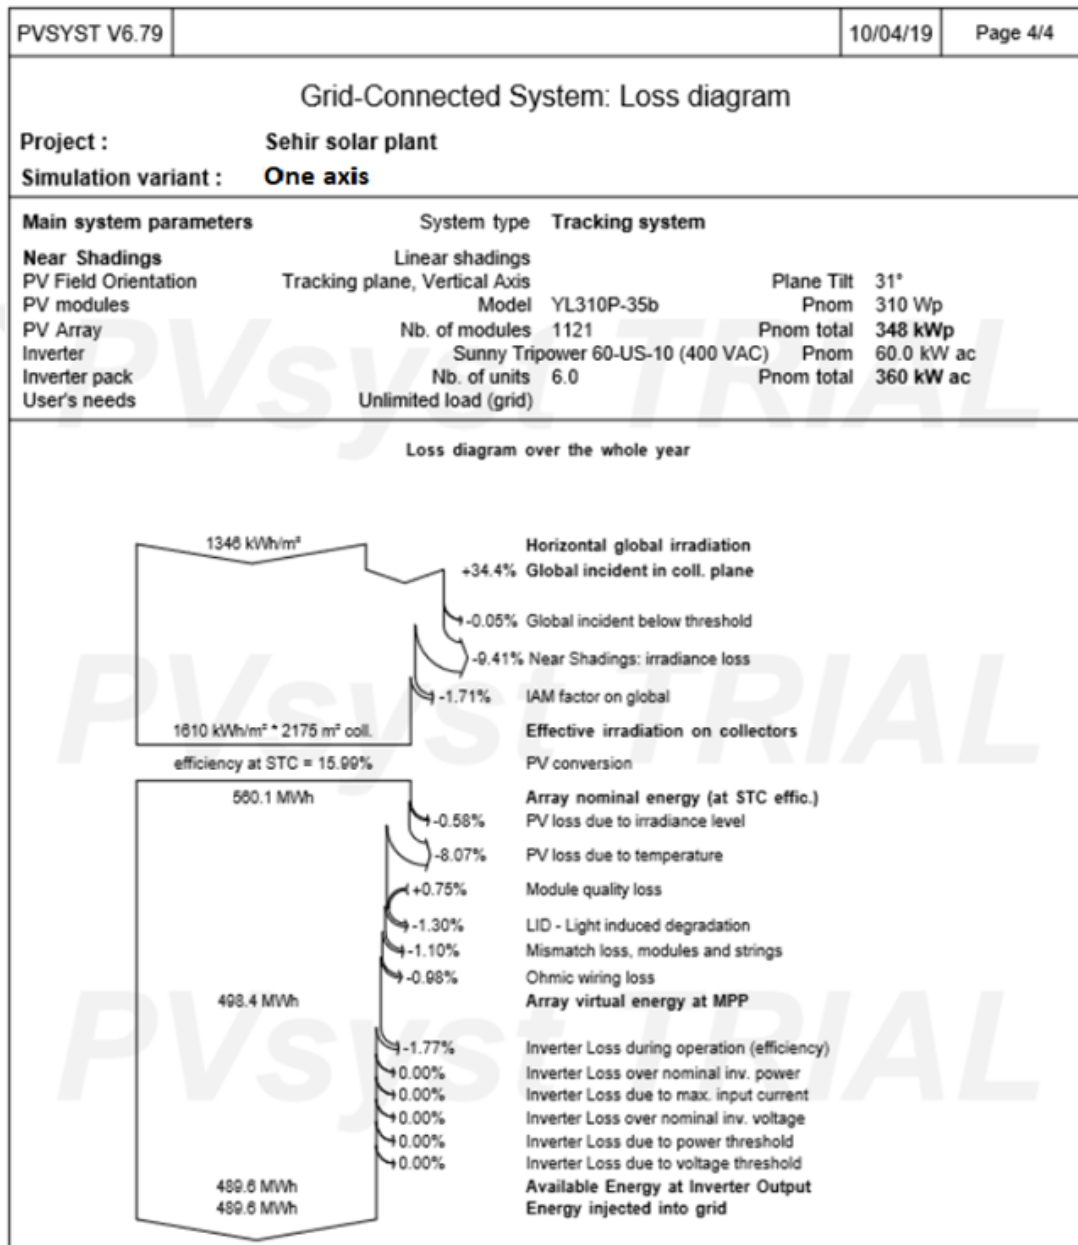 PVSYST V6.79 10/04/19 Page 4/4
Grid-Connected System: Loss diagram
Project : Sehir solar plant
Simulation variant : One axis
Main system parameters System type Tracking system
Near Shadings Linear shadings
PV Field Orientation Tracking plane, Vertical Axis Plane Tilt 31°
PV modules Model YL310P-35b Pnom 310 Wp
PV Array Nb. of modules 1121 Pnom total 348 kWp
Inverter Sunny Tripower 60-US-10 (400 VAC) Pnom 60.0 kW ac
Inverter pack Nb. of units 6.0 Pnom total 360 kW ac
User's needs Unlimited load (grid)
PVsyst TRIAL
Loss diagram over the whole year
1346 kWh/m² Horizontal global irradiation
+34.4% Global incident in coll. plane
-0.05% Global incident below threshold
-9.41% Near Shadings: irradiance loss
-1.71% IAM factor on global
PVsyst TRIAL
1610 kWh/m² * 2175 m² coll. Effective irradiation on collectors
efficiency at STC = 15.99% PV conversion
560.1 MWh Array nominal energy (at STC effic.)
-0.58% PV loss due to irradiance level
-8.07% PV loss due to temperature
+0.75% Module quality loss
-1.30% LID - Light induced degradation
-1.10% Mismatch loss, modules and strings
-0.98% Ohmic wiring loss
498.4 MWh Array virtual energy at MPP
PVsyst TRIAL
-1.77% Inverter Loss during operation (efficiency)
0.00% Inverter Loss over nominal inv. power
0.00% Inverter Loss due to max. input current
0.00% Inverter Loss over nominal inv. voltage
0.00% Inverter Loss due to power threshold
0.00% Inverter Loss due to voltage threshold
489.6 MWh Available Energy at Inverter Output
489.6 MWh Energy injected into grid